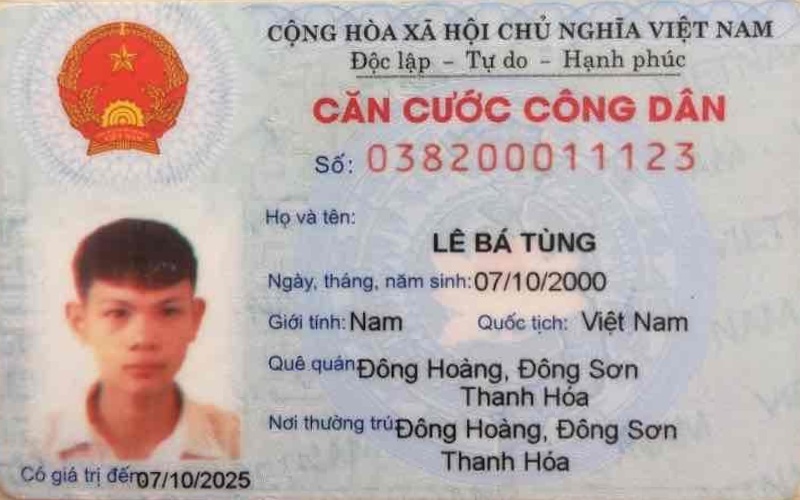 CỘNG HÒA XÃ HỘI CHỦ NGHĨA VIỆT NAM
Độc lập - Tự do - Hạnh phúc
CĂN CƯỚC CÔNG DÂN
Số: 038200011123
Họ và tên:
LÊ BÁ TÙNG
Ngày, tháng, năm sinh: 07/10/2000
Giới tính: Nam Quốc tịch: Việt Nam
Quê quán Đông Hoàng, Đông Sơn
Thanh Hóa
Nơi thường trú: Đông Hoàng, Đông Sơn
Thanh Hóa
Có giá trị đến 07/10/2025